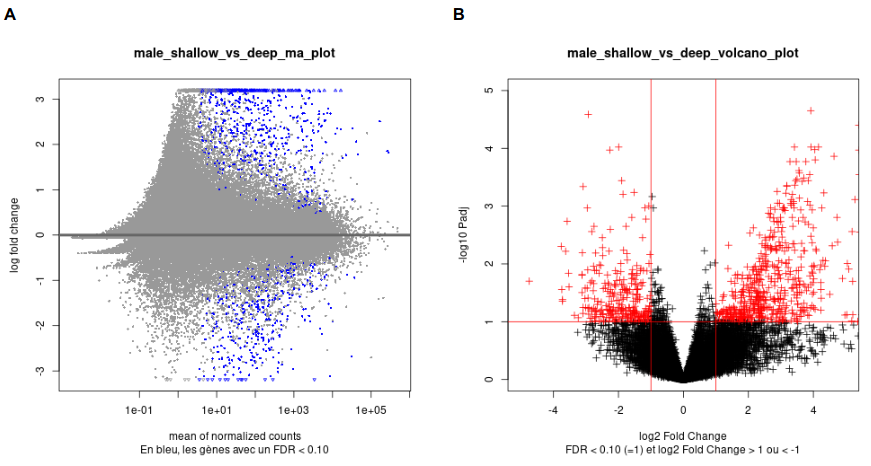 A
male_shallow_vs_deep_ma_plot
log fold change
3
2
1
0
-1
-2
-3
1e-01
1e+01
1e+03
1e+05
mean of normalized counts
En bleu, les gènes avec un FDR < 0.10
B
male_shallow_vs_deep_volcano_plot
-log10 Padj
5
4
3
2
1
0
-4
-2
0
2
4
log2 Fold Change
FDR < 0.10 (=1) et log2 Fold Change > 1 ou < -1